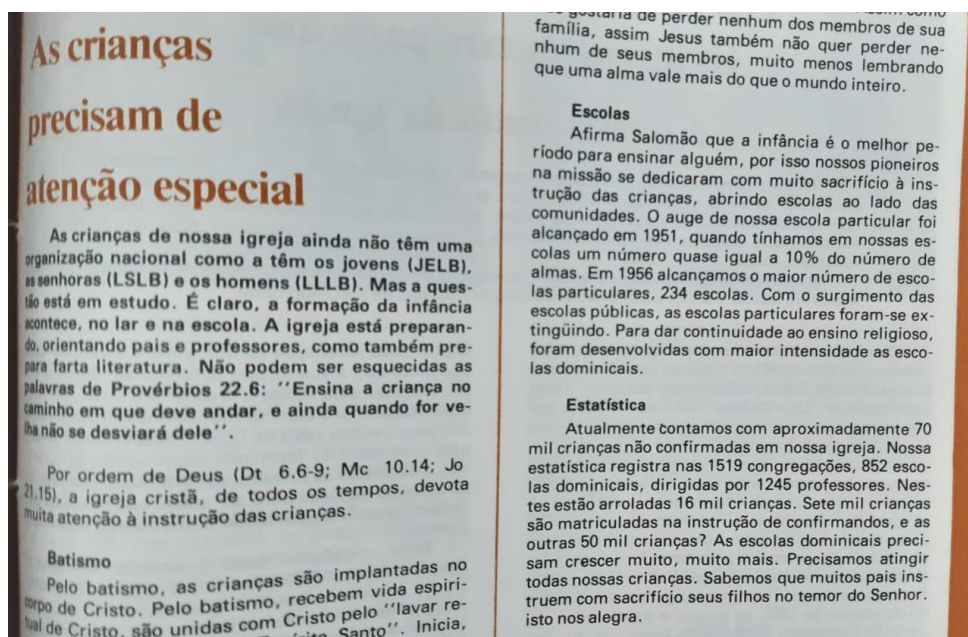 As crianças
precisam de
atenção especial
As crianças de nossa igreja ainda não têm uma
organização nacional como a têm os jovens (JELB),
as senhoras (LSLB) e os homens (LLLB). Mas a ques-
tão está em estudo. É claro, a formação da infância
acontece, no lar e na escola. A igreja está preparan-
do, orientando pais e professores, como também pre-
para farta literatura. Não podem ser esquecidas as
palavras de Provérbios 22.6: ''Ensina a criança no
caminho em que deve andar, e ainda quando for ve-
lha não se desviará dele''.
Por ordem de Deus (Dt 6.6-9; Mc 10.14; Jo
21.15), a igreja cristã, de todos os tempos, devota
muita atenção à instrução das crianças.
Batismo
Pelo batismo, as crianças são implantadas no
corpo de Cristo. Pelo batismo, recebem vida espiri-
tual de Cristo, são unidas com Cristo pelo ''lavar re-
Santo''. Inicia,
gostaria de perder nenhum dos membros de sua
família, assim Jesus também não quer perder ne-
nhum de seus membros, muito menos lembrando
que uma alma vale mais do que o mundo inteiro.
Escolas
Afirma Salomão que a infância é o melhor pe-
ríodo para ensinar alguém, por isso nossos pioneiros
na missão se dedicaram com muito sacrifício à ins-
trução das crianças, abrindo escolas ao lado das
comunidades. O auge de nossa escola particular foi
alcançado em 1951, quando tínhamos em nossas es-
colas um número quase igual a 10% do número de
almas. Em 1956 alcançamos o maior número de esco-
las particulares, 234 escolas. Com o surgimento das
escolas públicas, as escolas particulares foram-se ex-
tingüindo. Para dar continuidade ao ensino religioso,
foram desenvolvidas com maior intensidade as esco-
las dominicais.
Estatística
Atualmente contamos com aproximadamente 70
mil crianças não confirmadas em nossa igreja. Nossa
estatística registra nas 1519 congregações, 852 esco-
las dominicais, dirigidas por 1245 professores. Nes-
tes estão arroladas 16 mil crianças. Sete mil crianças
são matriculadas na instrução de confirmandos, e as
outras 50 mil crianças? As escolas dominicais preci-
sam crescer muito, muito mais. Precisamos atingir
todas nossas crianças. Sabemos que muitos pais ins-
truem com sacrifício seus filhos no temor do Senhor.
isto nos alegra.